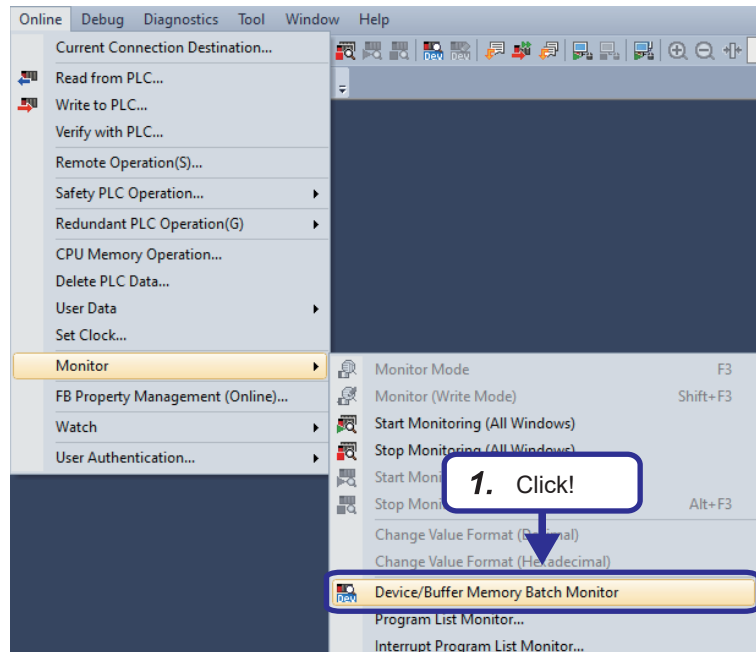 Online Debug Diagnostics Tool Window Help
Current Connection Destination...
Read from PLC...
Write to PLC...
Verify with PLC...
Remote Operation(S)...
Safety PLC Operation...
Redundant PLC Operation(G)
CPU Memory Operation...
Delete PLC Data...
User Data
Set Clock...
Monitor
FB Property Management (Online)...
Watch
User Authentication...
Monitor Mode F3
Monitor (Write Mode) Shift+F3
Start Monitoring (All Windows)
Stop Monitoring (All Windows)
Start Moni
Stop Moni Alt+F3
1. Click!
Change Value Format (Decimal)
Change Value Format (Hexadecimal)
Dev Device/Buffer Memory Batch Monitor
Program List Monitor...
Interrupt Program List Monitor...